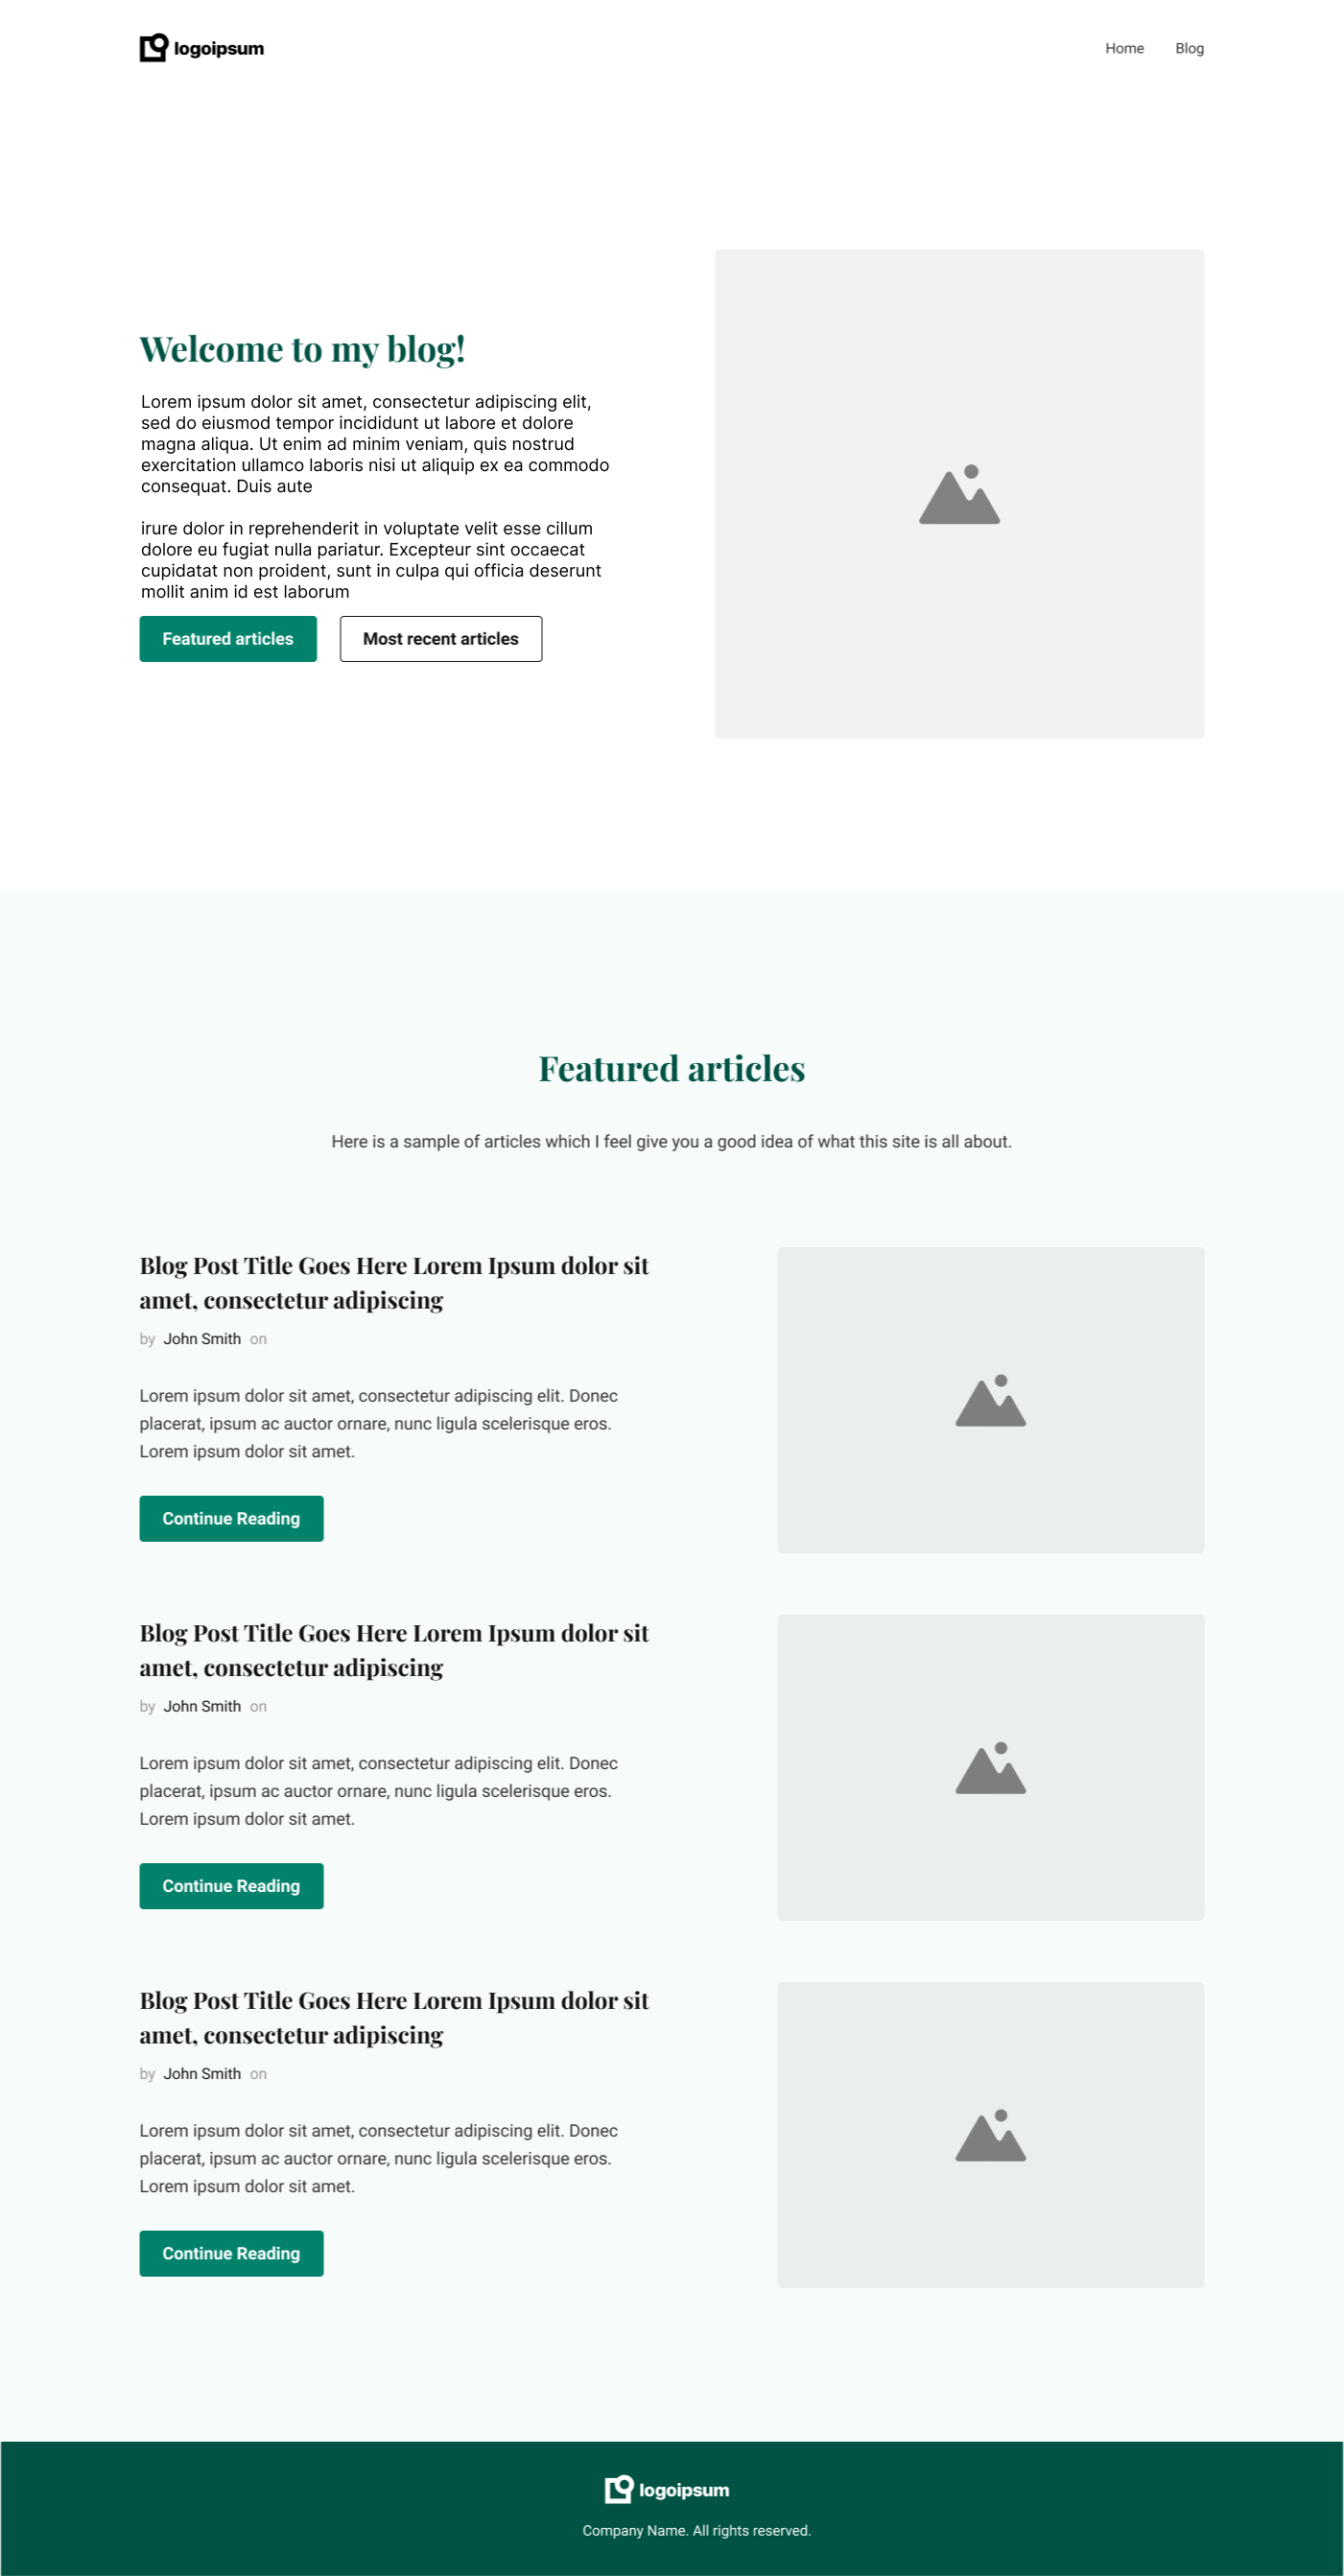 logoipsum
Home Blog
Welcome to my blog!
Lorem ipsum dolor sit amet, consectetur adipiscing elit,
sed do eiusmod tempor incididunt ut labore et dolore
magna aliqua. Ut enim ad minim veniam, quis nostrud
exercitation ullamco laboris nisi ut aliquip ex ea commodo
consequat. Duis aute
irure dolor in reprehenderit in voluptate velit esse cillum
dolore eu fugiat nulla pariatur. Excepteur sint occaecat
cupidatat non proident, sunt in culpa qui officia deserunt
mollit anim id est laborum
Featured articles
Most recent articles
Featured articles
Here is a sample of articles which I feel give you a good idea of what this site is all about.
Blog Post Title Goes Here Lorem Ipsum dolor sit
amet, consectetur adipiscing
by John Smith on
Lorem ipsum dolor sit amet, consectetur adipiscing elit. Donec
placerat, ipsum ac auctor ornare, nunc ligula scelerisque eros.
Lorem ipsum dolor sit amet.
Continue Reading
Blog Post Title Goes Here Lorem Ipsum dolor sit
amet, consectetur adipiscing
by John Smith on
Lorem ipsum dolor sit amet, consectetur adipiscing elit. Donec
placerat, ipsum ac auctor ornare, nunc ligula scelerisque eros.
Lorem ipsum dolor sit amet.
Continue Reading
Blog Post Title Goes Here Lorem Ipsum dolor sit
amet, consectetur adipiscing
by John Smith on
Lorem ipsum dolor sit amet, consectetur adipiscing elit. Donec
placerat, ipsum ac auctor ornare, nunc ligula scelerisque eros.
Lorem ipsum dolor sit amet.
Continue Reading
logoipsum
Company Name. All rights reserved.